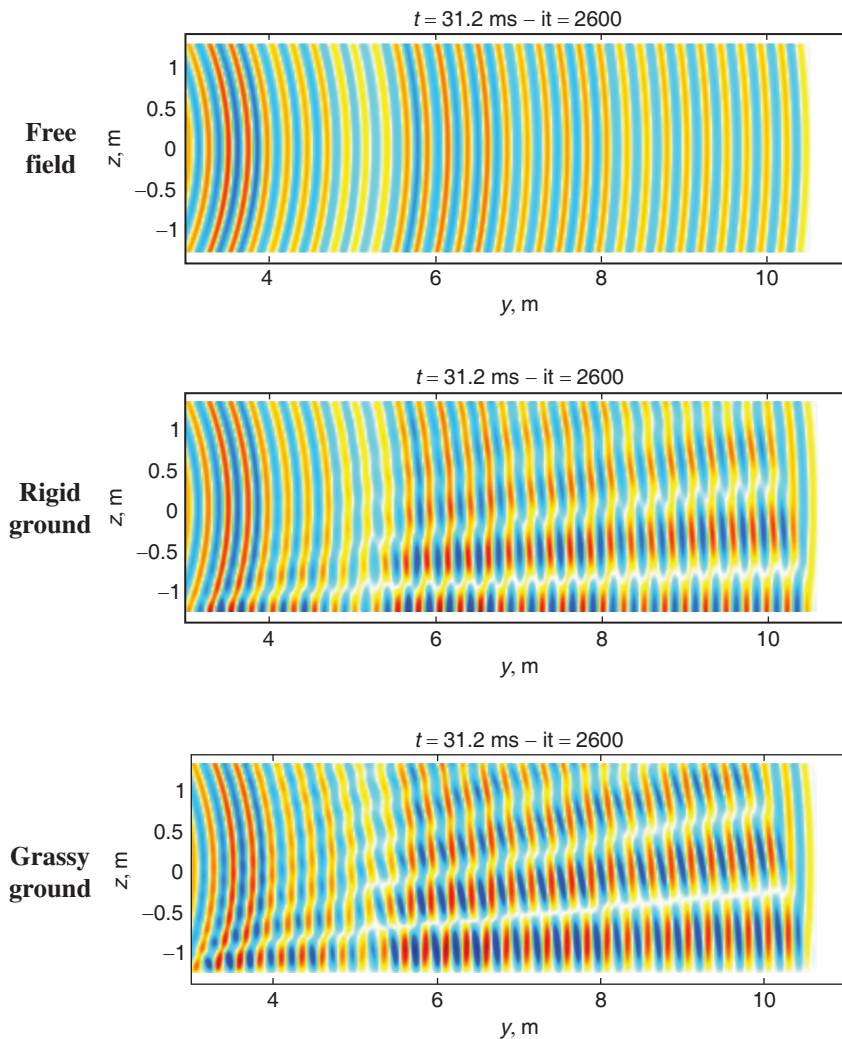 t = 31.2 ms – it = 2600
1
0.5
0
−0.5
−1
z, m
Free
field
4
6
8
10
y, m
t = 31.2 ms – it = 2600
1
0.5
0
−0.5
−1
z, m
Rigid
ground
4
6
8
10
y, m
t = 31.2 ms – it = 2600
1
0.5
0
−0.5
−1
z, m
Grassy
ground
4
6
8
10
y, m